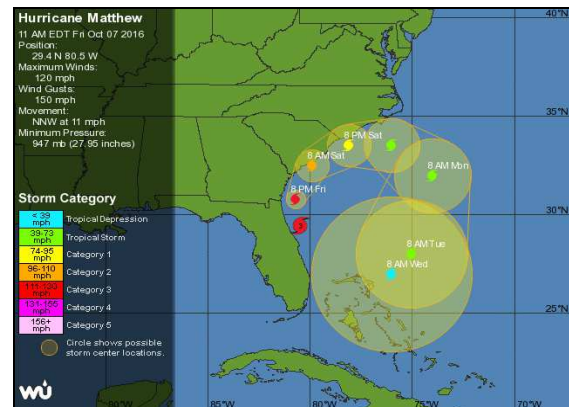 Hurricane Matthew
11 AM EDT Fri Oct 07 2016
Position:
29.4 N 80.5 W
Maximum Winds:
120 mph
Wind Gusts:
150 mph
Movement:
NNW at 11 mph
Minimum Pressure:
947 mb (27.95 inches)
Storm Category
< 39 mph Tropical Depression
39-73 mph Tropical Storm
74-95 mph Category 1
96-110 mph Category 2
111-130 mph Category 3
131-155 mph Category 4
156+ mph Category 5
Circle shows possible
storm center locations.
wu
8 PM Sat
8 AM Sat
8 AM Mon
8 PM Fri
3
8 AM Tue
8 AM Wed
40°N
35°N
30°N
25°N
90°W
85°W
80°W
75°W
70°W